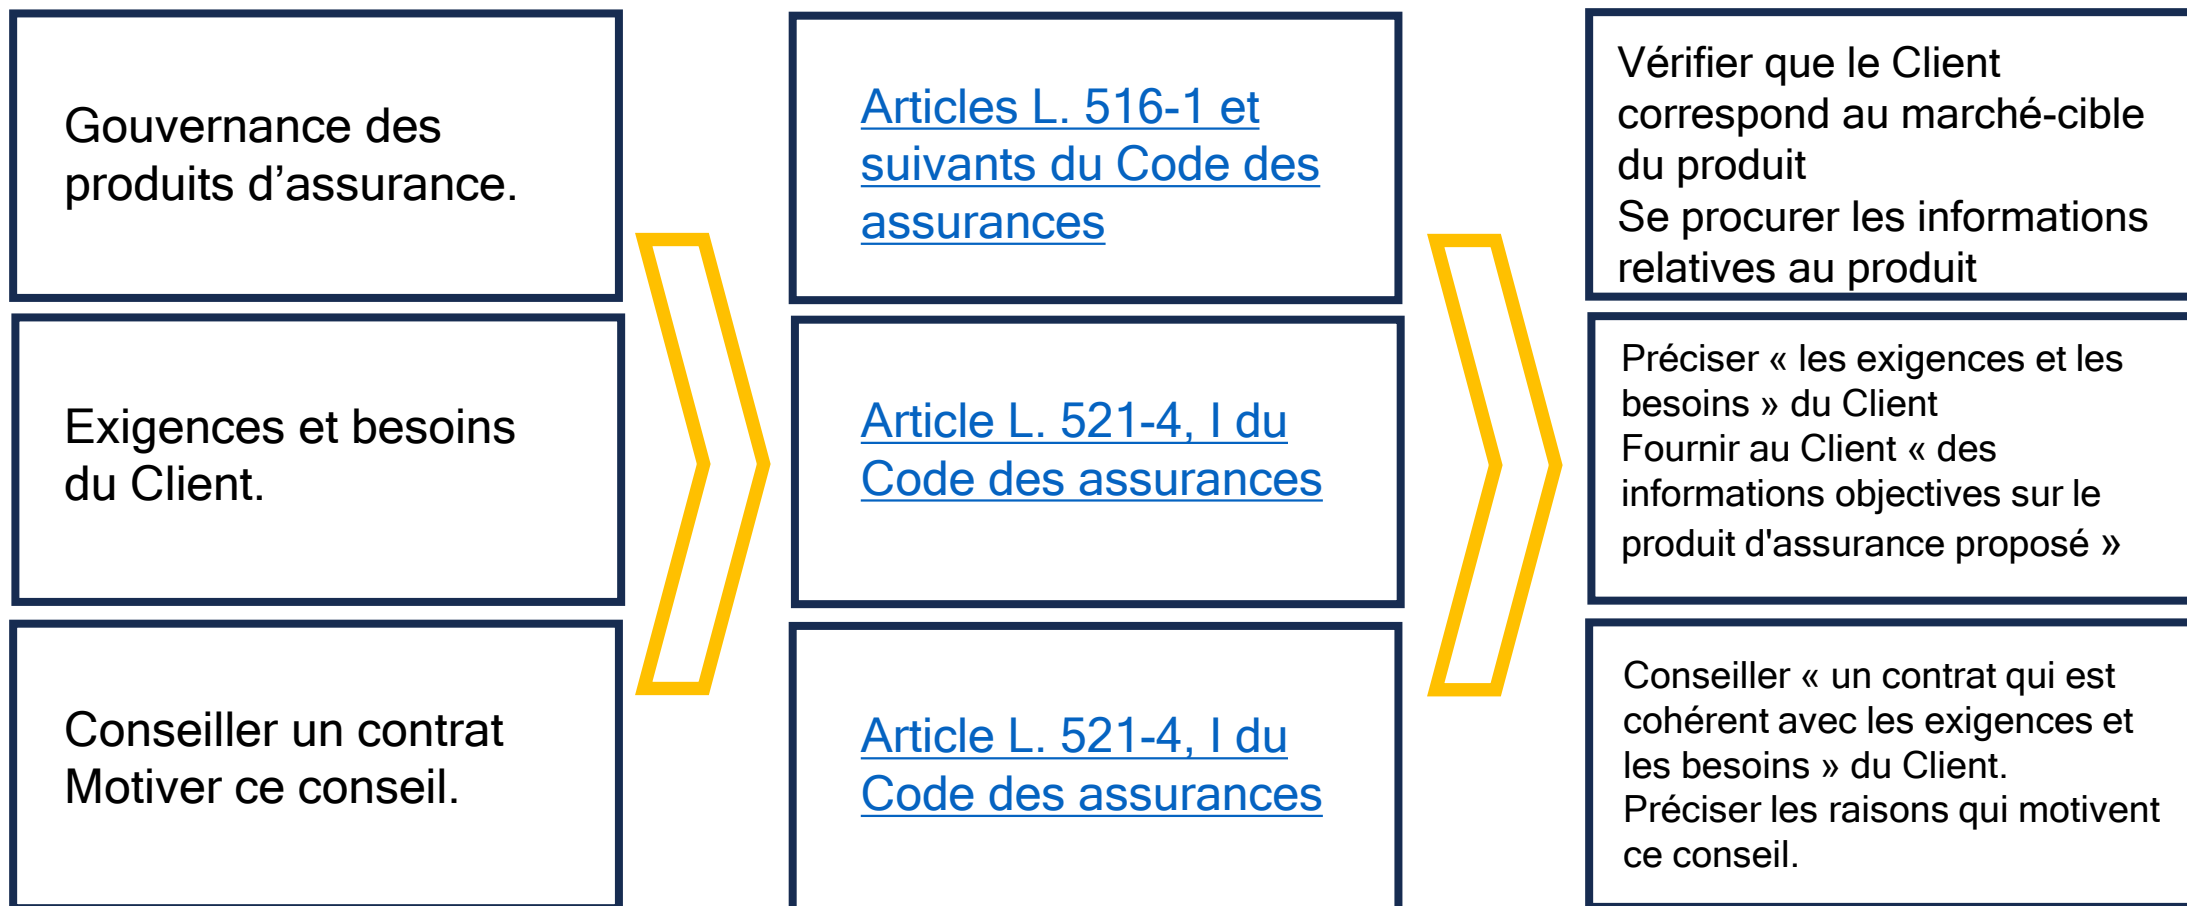 Gouvernance des
produits d’assurance.
Articles L. 516-1 et
suivants du Code des
assurances
Vérifier que le Client
correspond au marché-cible
du produit
Se procurer les informations
relatives au produit
Exigences et besoins
du Client.
Article L. 521-4, I du
Code des assurances
Préciser « les exigences et les
besoins » du Client
Fournir au Client « des
informations objectives sur le
produit d'assurance proposé »
Conseiller un contrat
Motiver ce conseil.
Article L. 521-4, I du
Code des assurances
Conseiller « un contrat qui est
cohérent avec les exigences et
les besoins » du Client.
Préciser les raisons qui motivent
ce conseil.